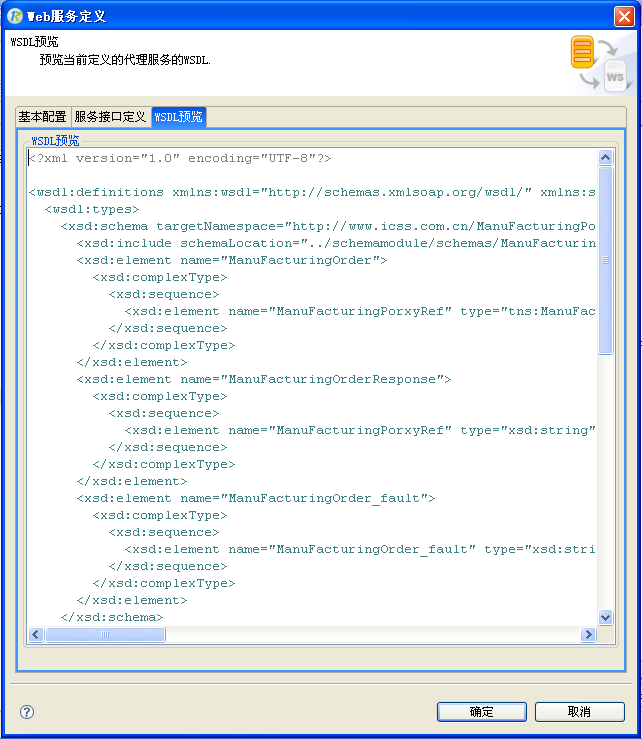 Web服务定义
WSDL预览
预览当前定义的代理服务的WSDL.
WS
基本配置 服务接口定义 WSDL预览
WSDL预览
<?xml version="1.0" encoding="UTF-8"?>
<wsdl:definitions xmlns:wsdl="http://schemas.xmlsoap.org/wsdl/" xmlns:s
<wsdl:types>
<xsd:schema targetNamespace="http://www.icss.com.cn/ManuFacturingPo
<xsd:include schemaLocation="../schemamodule/schemas/ManuFacturin
<xsd:element name="ManuFacturingOrder">
<xsd:complexType>
<xsd:sequence>
<xsd:element name="ManuFacturingPorxyRef" type="tns:ManuFac
</xsd:sequence>
</xsd:complexType>
</xsd:element>
<xsd:element name="ManuFacturingOrderResponse">
<xsd:complexType>
<xsd:sequence>
<xsd:element name="ManuFacturingPorxyRef" type="xsd:string"
</xsd:sequence>
</xsd:complexType>
</xsd:element>
<xsd:element name="ManuFacturingOrder_fault">
<xsd:complexType>
<xsd:sequence>
<xsd:element name="ManuFacturingOrder_fault" type="xsd:stri
</xsd:sequence>
</xsd:complexType>
</xsd:element>
</xsd:schema>
确定 取消